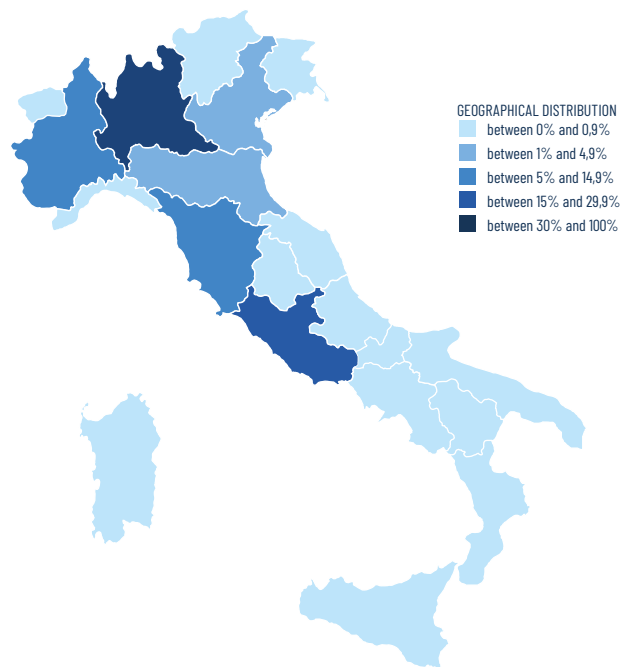 GEOGRAPHICAL DISTRIBUTION
between 0% and 0,9%
between 1% and 4,9%
between 5% and 14,9%
between 15% and 29,9%
between 30% and 100%